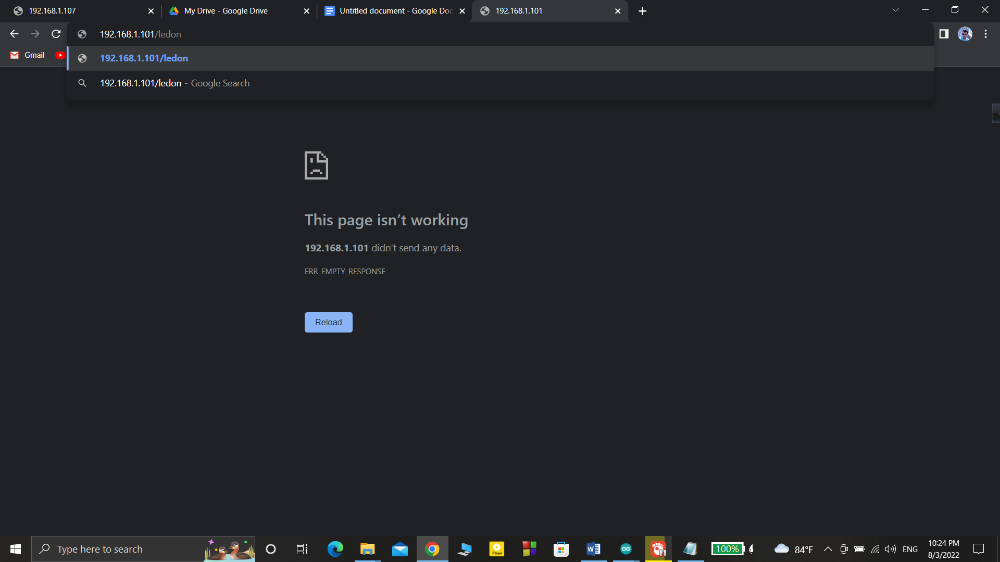 192.168.1.107
My Drive - Google Drive
Untitled document - Google Doc
192.168.1.101
192.168.1.101/ledon
Gmail
192.168.1.101/ledon
192.168.1.101/ledon - Google Search
This page isn’t working
192.168.1.101 didn’t send any data.
ERR_EMPTY_RESPONSE
Reload
Type here to search
Player
100%
84°F
ENG
10:24 PM
8/3/2022